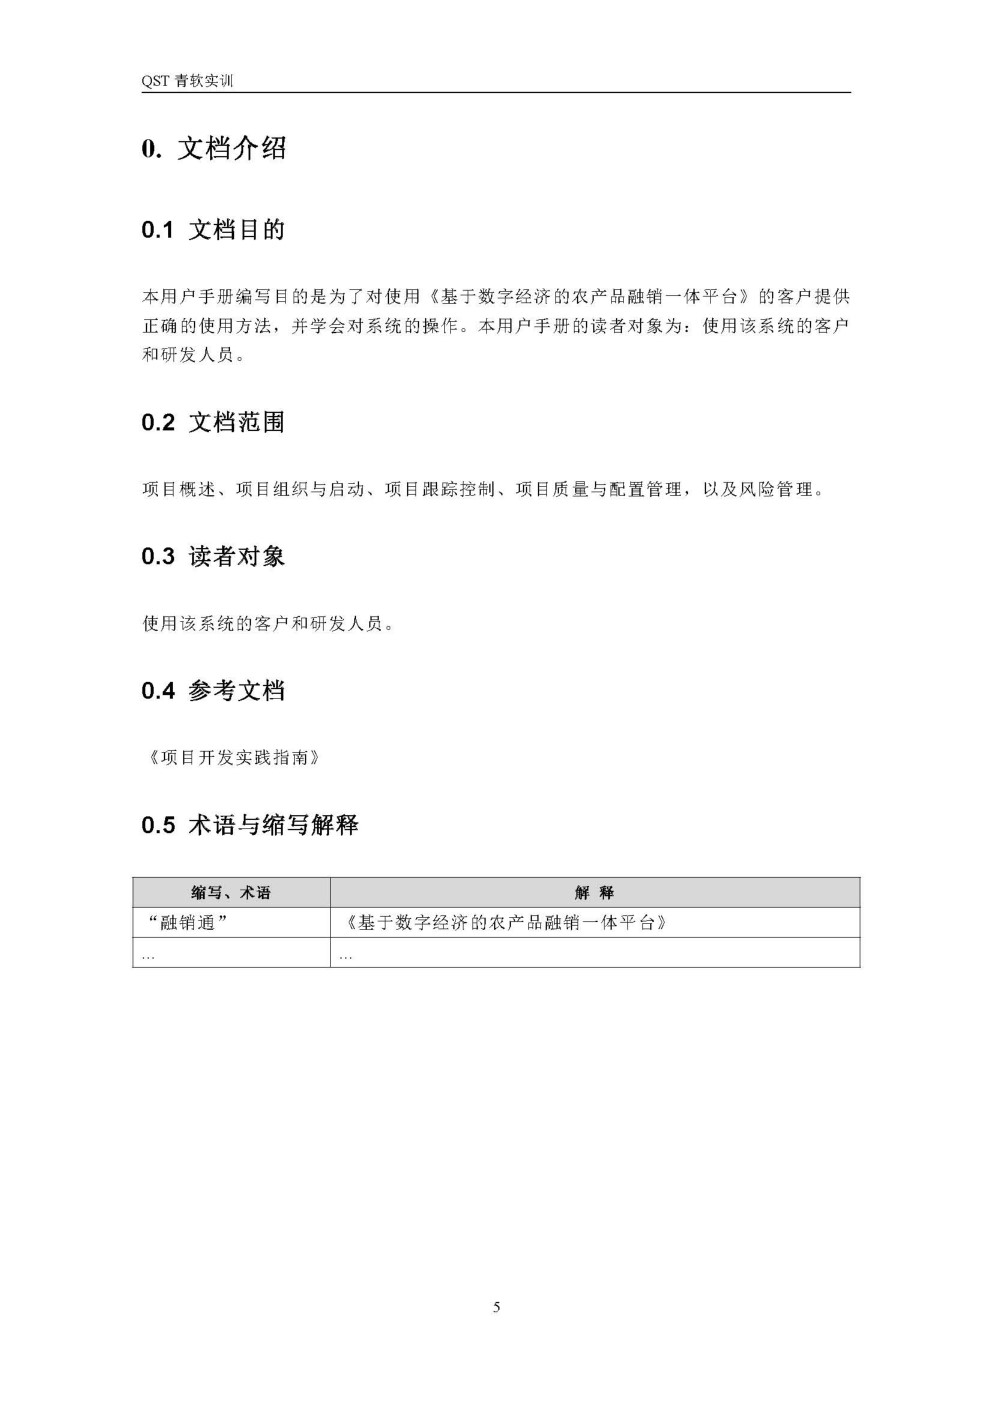 QST 青软实训
0. 文档介绍
0.1 文档目的
本用户手册编写目的是为了对使用《基于数字经济的农产品融销一体平台》的客户提供
正确的使用方法，并学会对系统的操作。本用户手册的读者对象为：使用该系统的客户
和研发人员。
0.2 文档范围
项目概述、项目组织与启动、项目跟踪控制、项目质量与配置管理，以及风险管理。
0.3 读者对象
使用该系统的客户和研发人员。
0.4 参考文档
《项目开发实践指南》
0.5 术语与缩写解释
缩写、术语 解 释
“融销通” 《基于数字经济的农产品融销一体平台》
… …
5